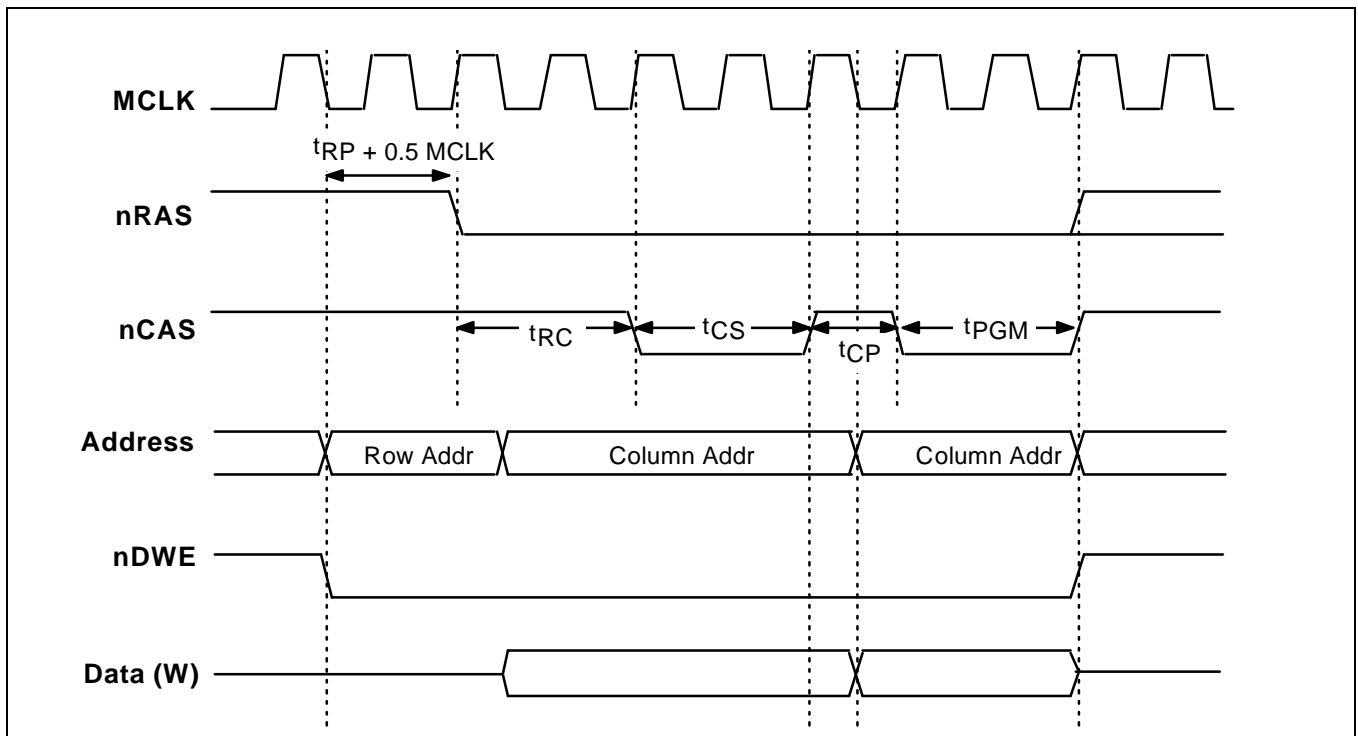 MCLK
tRP + 0.5 MCLK
nRAS
nCAS
tRC
tCS
tCP
tPGM
Address
Row Addr
Column Addr
Column Addr
nDWE
Data (W)